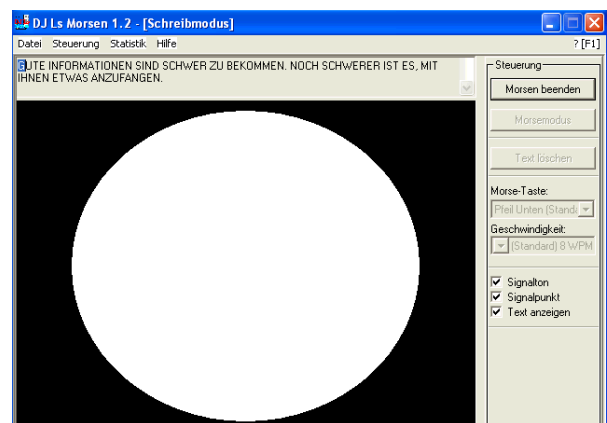 DJ Ls Morsen 1.2 - [Schreibmodus]
Datei Steuerung Statistik Hilfe ? [F1]
GUTE INFORMATIONEN SIND SCHWER ZU BEKOMMEN. NOCH SCHWERER IST ES, MIT
IHNEN ETWAS ANZUFANGEN.
Steuerung
Morsen beenden
Morsemodus
Text löschen
Morse-Taste:
Pfeil Unten (Standa
Geschwindigkeit:
(Standard) 8 WPM
Signalton
Signalpunkt
Text anzeigen